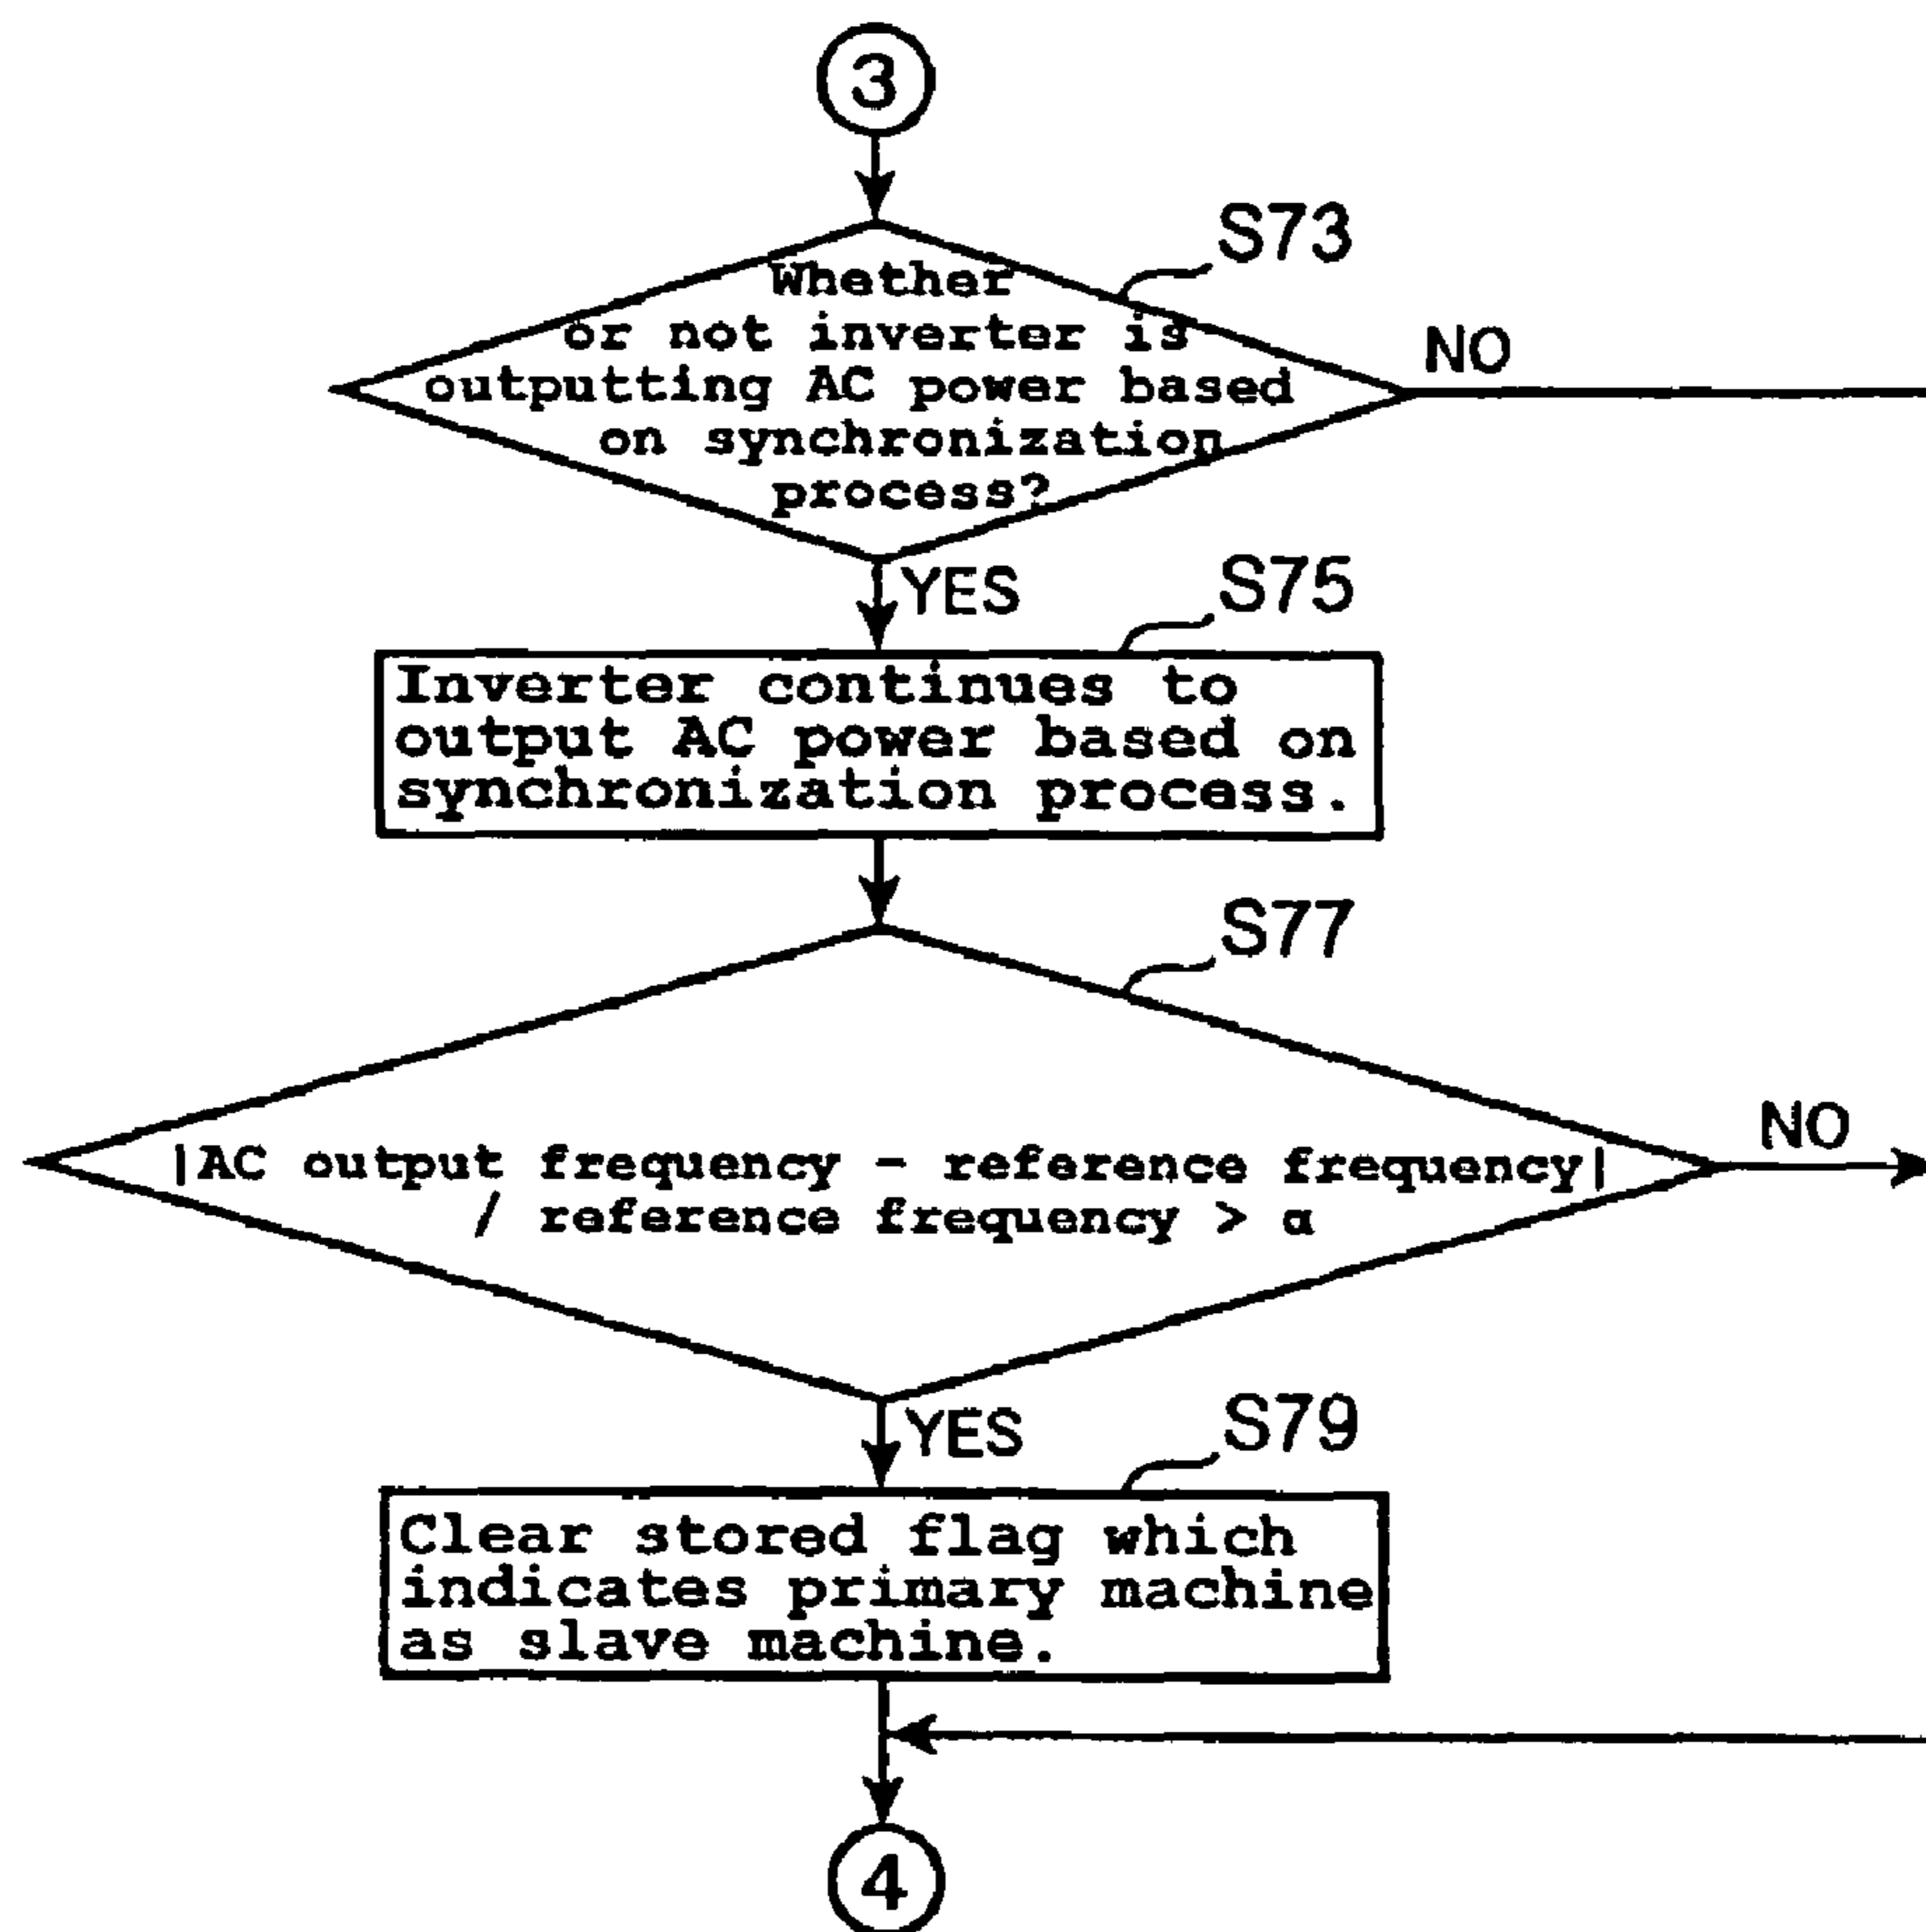 3
S73
Whether
or not inverter is
outputting AC power based
on synchronization
process?
NO
YES
S75
Inverter continues to
output AC power based on
synchronization process.
S77
|AC output frequency - reference frequency|
/ reference frequency > α
NO
YES
S79
Clear stored flag which
indicates primary machine
as slave machine.
4